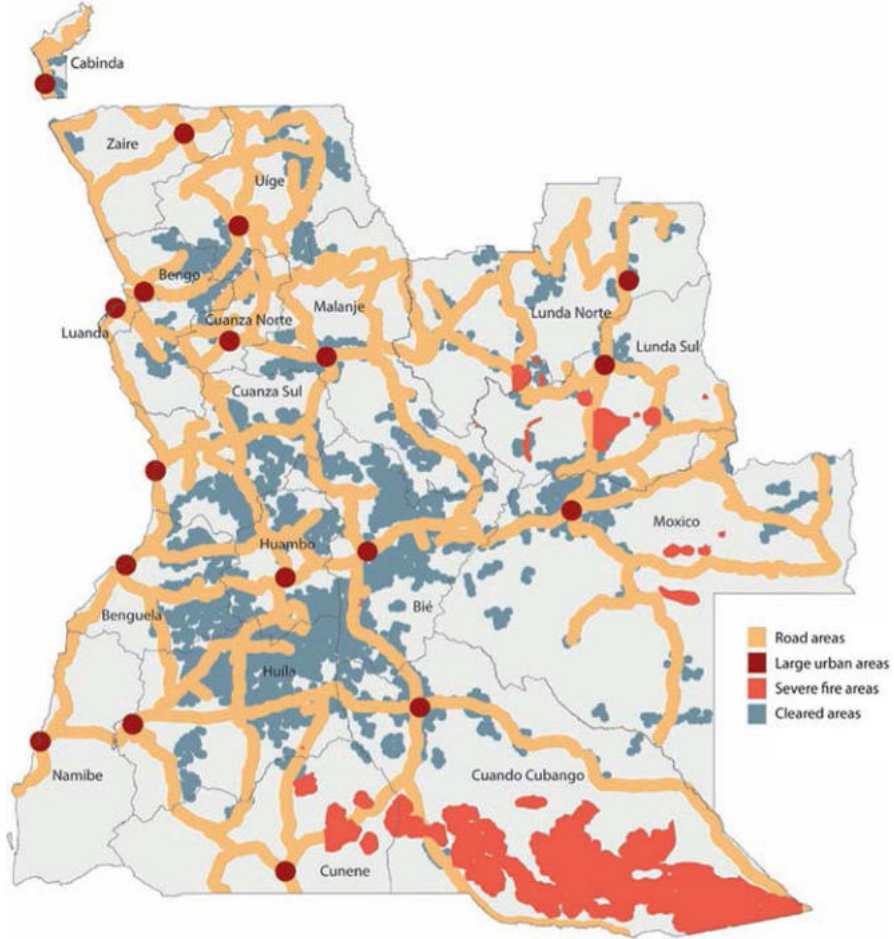 Cabinda
Zaire
Uíge
Bengo
Luanda
Cuanza Norte
Malanje
Lunda Norte
Lunda Sul
Cuanza Sul
Huambo
Moxico
Benguela
Bié
Huíla
Namibe
Cuando Cubango
Cunene
Road areas
Large urban areas
Severe fire areas
Cleared areas